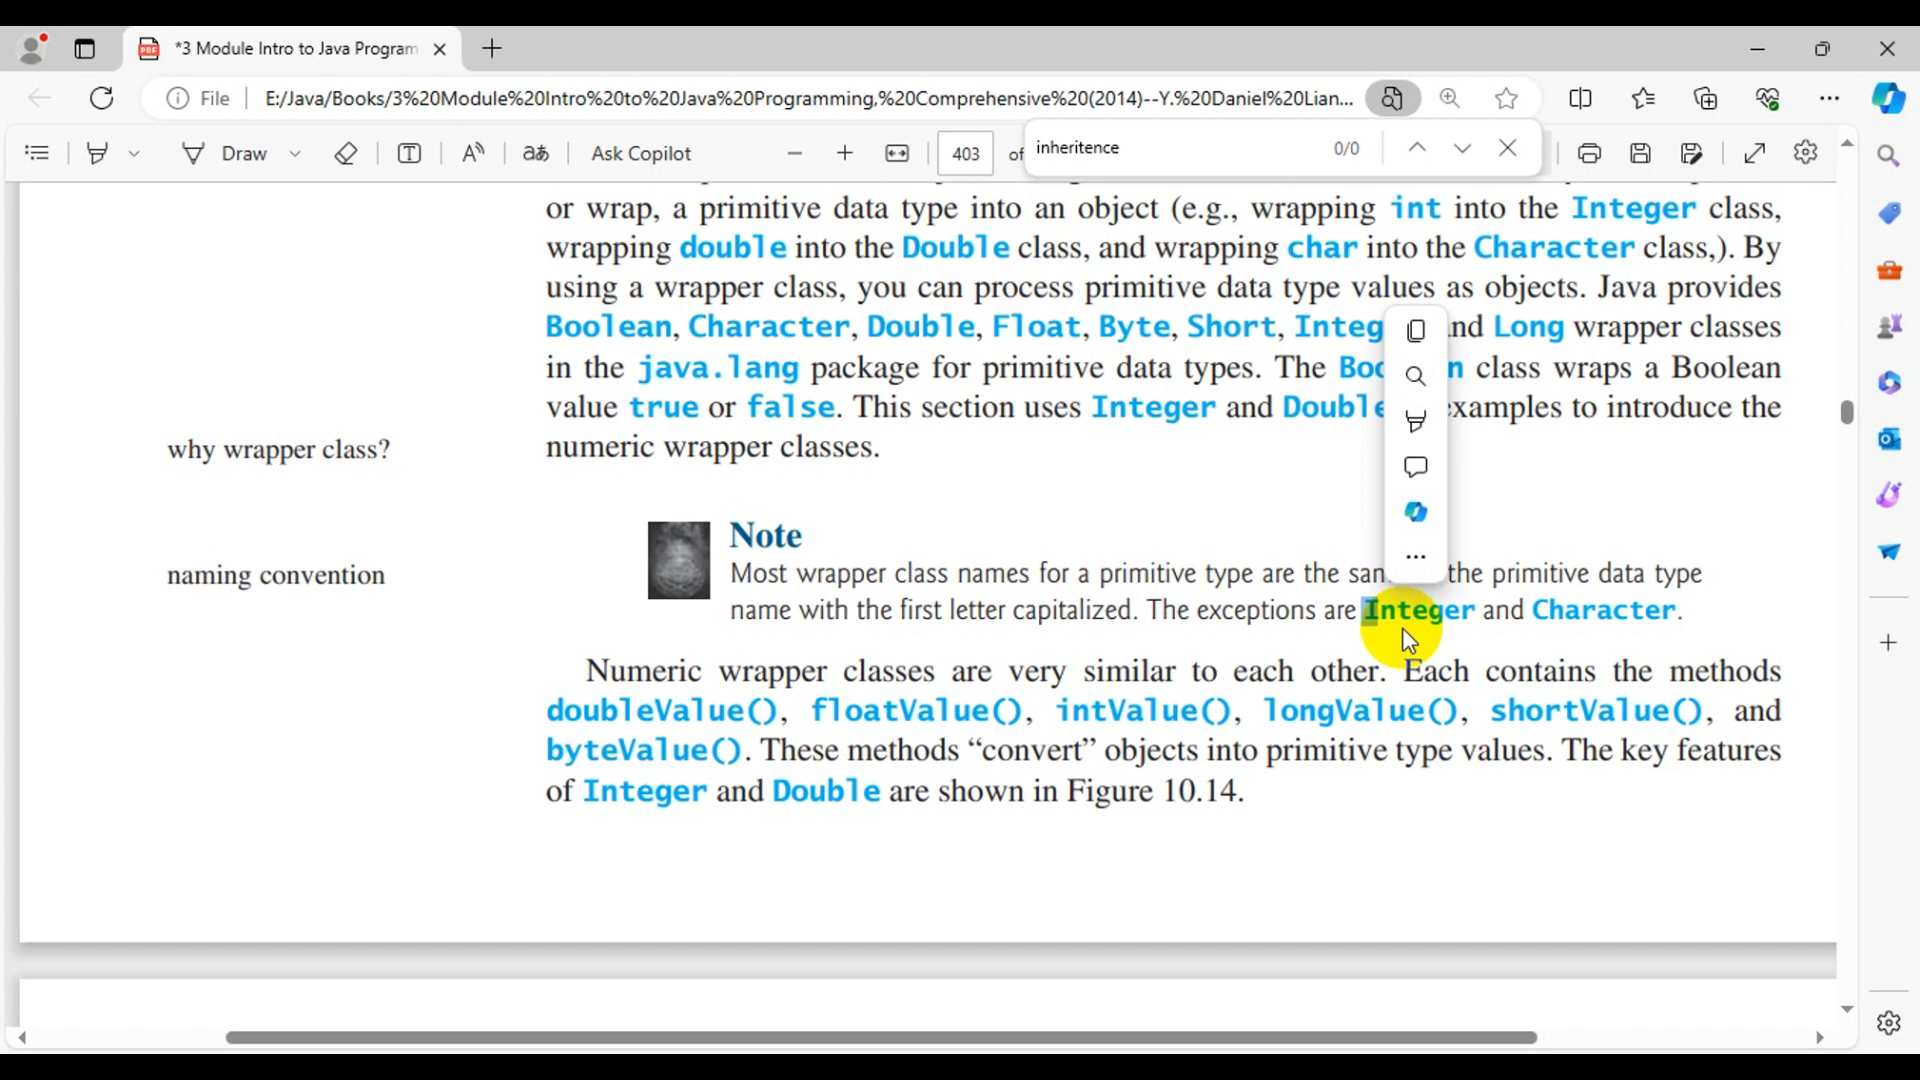 *3 Module Intro to Java Program
File
E:/Java/Books/3%20Module%20Intro%20to%20Java%20Programming,%20Comprehensive%20(2014)--Y.%20Daniel%20Lian...
inheritence 0/0
Draw
aあ
Ask Copilot
403
of
or wrap, a primitive data type into an object (e.g., wrapping int into the Integer class,
wrapping double into the Double class, and wrapping char into the Character class,). By
using a wrapper class, you can process primitive data type values as objects. Java provides
Boolean, Character, Double, Float, Byte, Short, Integ nd Long wrapper classes
in the java.lang package for primitive data types. The Boo n class wraps a Boolean
value true or false. This section uses Integer and Double examples to introduce the
numeric wrapper classes.
why wrapper class?
Note
naming convention
Most wrapper class names for a primitive type are the sam the primitive data type
name with the first letter capitalized. The exceptions are Integer and Character.
Numeric wrapper classes are very similar to each other. Each contains the methods
doubleValue(), floatValue(), intValue(), longValue(), shortValue(), and
byteValue(). These methods “convert” objects into primitive type values. The key features
of Integer and Double are shown in Figure 10.14.